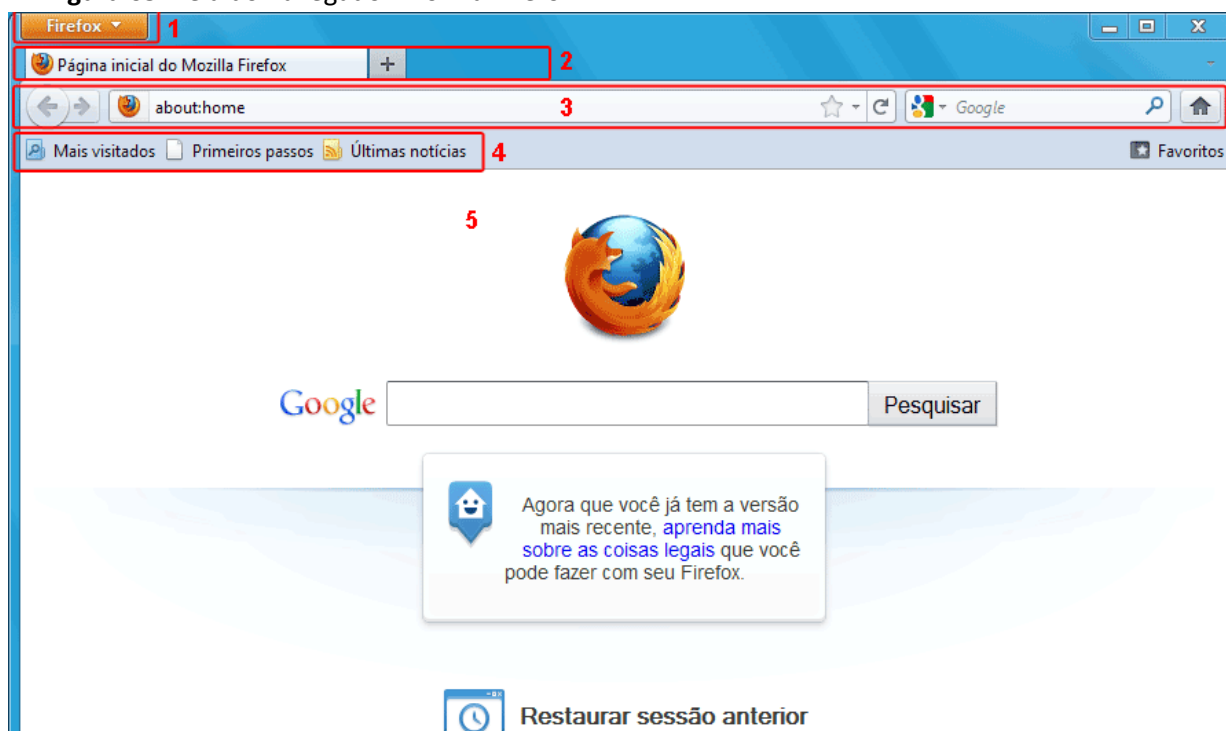 Firefox
1
Página inicial do Mozilla Firefox
2
about:home
3
Google
Mais visitados Primeiros passos Últimas notícias
4
Favoritos
5
Google
Pesquisar
Agora que você já tem a versão
mais recente, aprenda mais
sobre as coisas legais que você
pode fazer com seu Firefox.
Restaurar sessão anterior